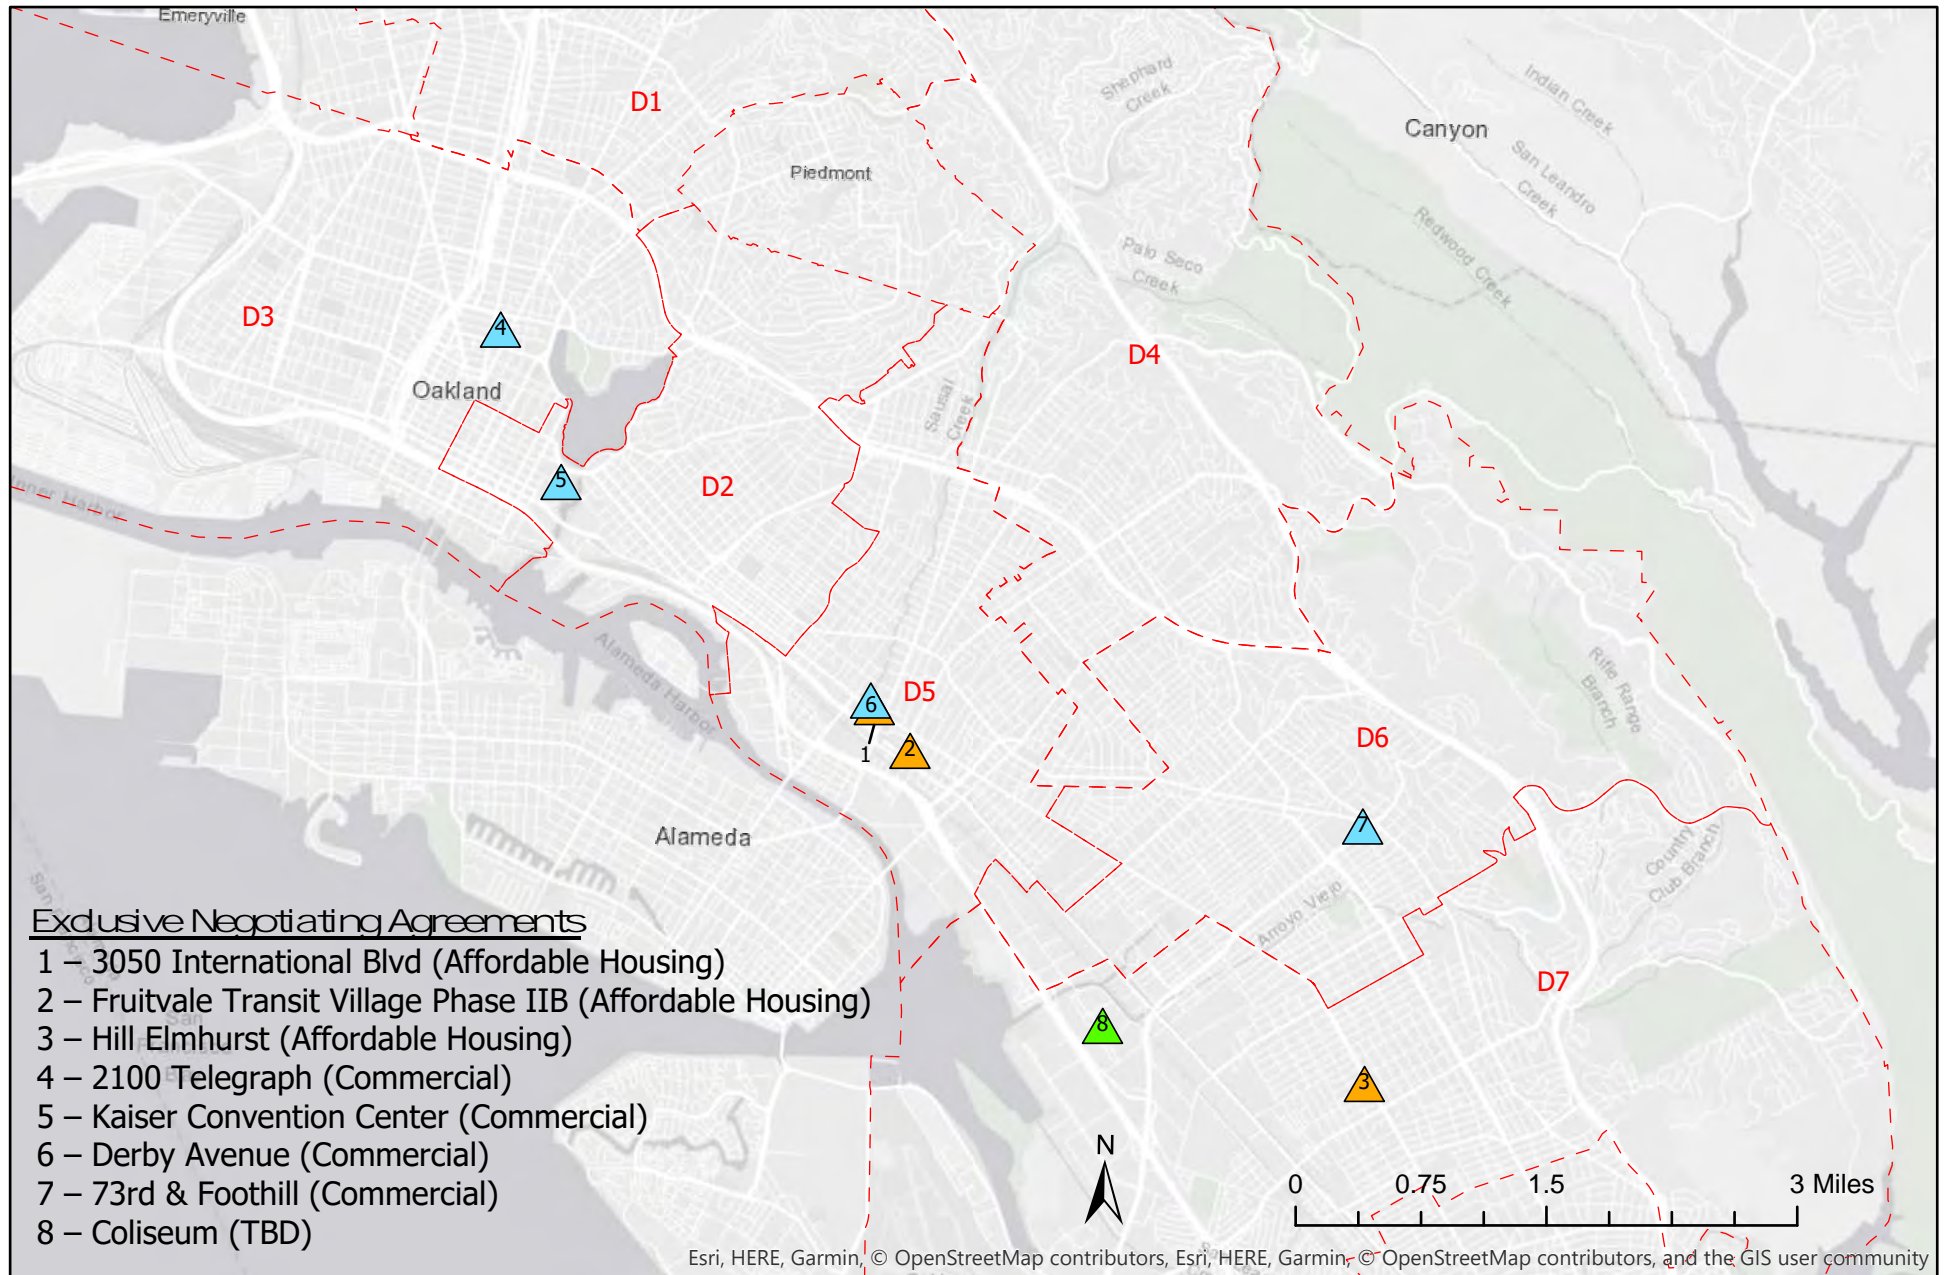 Emeryville
D1
Shephard
Creek
Indian Creek
Canyon
San Leandro
Creek
Piedmont
Redwood Creek
Palo Seco
Creek
D3
4
D4
Oakland
Sausal
Creek
5
D2
Inner Harbor
Alameda Harbor
Rifle Range
Branch
6
D5
1
2
D6
7
Alameda
Country
Club Branch
Arroyo Viejo
D7
8
3
San
Francisco
Exclusive Negotiating Agreements
1 – 3050 International Blvd (Affordable Housing)
2 – Fruitvale Transit Village Phase IIB (Affordable Housing)
3 – Hill Elmhurst (Affordable Housing)
4 – 2100 Telegraph (Commercial)
5 – Kaiser Convention Center (Commercial)
6 – Derby Avenue (Commercial)
7 – 73rd & Foothill (Commercial)
8 – Coliseum (TBD)
N
0 0.75 1.5 3 Miles
Esri, HERE, Garmin, © OpenStreetMap contributors, Esri, HERE, Garmin, © OpenStreetMap contributors, and the GIS user community